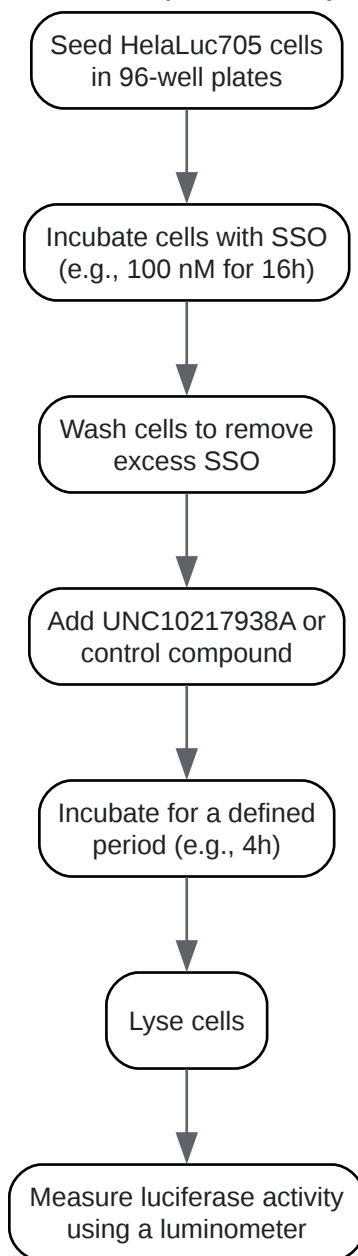 Seed HelaLuc705 cells
in 96-well plates
Incubate cells with SSO
(e.g., 100 nM for 16h)
Wash cells to remove
excess SSO
Add UNC10217938A or
control compound
Incubate for a defined
period (e.g., 4h)
Lyse cells
Measure luciferase activity
using a luminometer